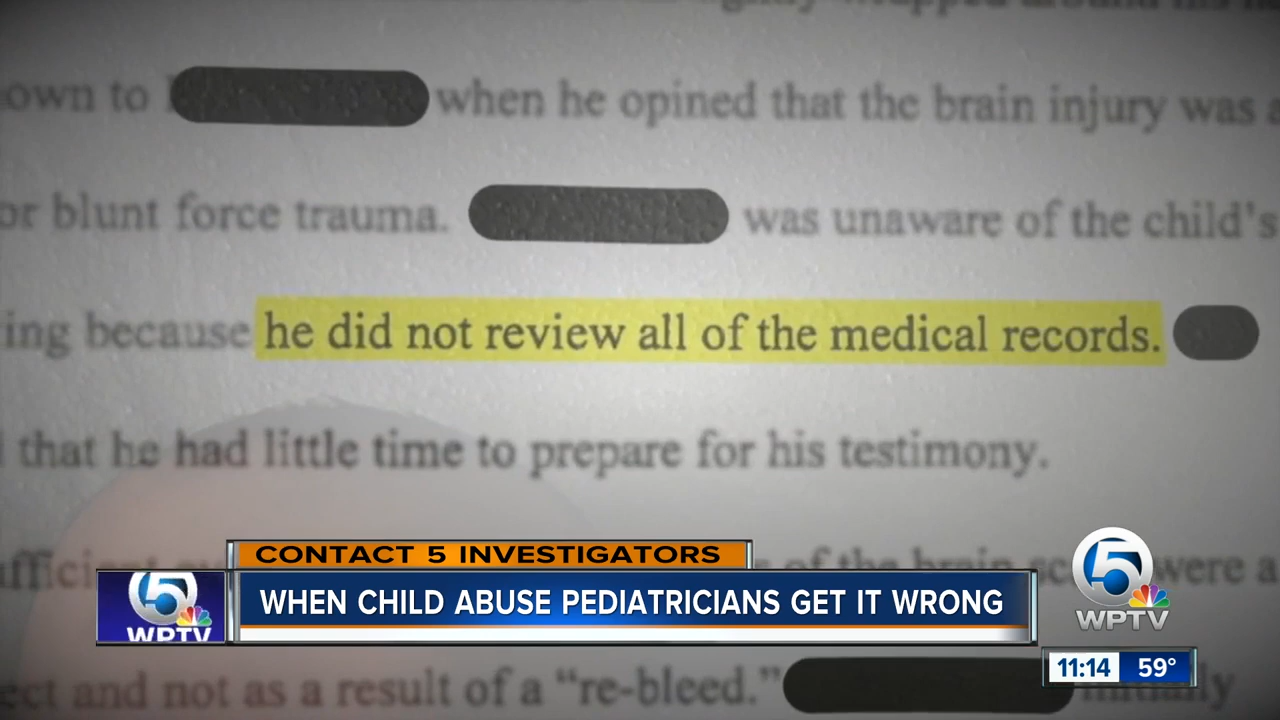 own to
when he opined that the brain injury was a
or blunt force trauma.
was unaware of the child's
ing because he did not review all of the medical records.
that he had little time to prepare for his testimony.
of the brain
were a
CONTACT 5 INVESTIGATORS
WHEN CHILD ABUSE PEDIATRICIANS GET IT WRONG
5
WPTV
5
WPTV
11:14 59°
ect and not as a result of a “re-bleed.”